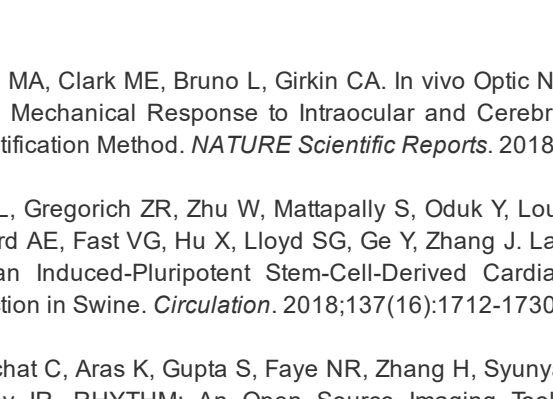 MA, Clark ME, Bruno L, Girkin CA. In vivo Optic N
Mechanical Response to Intraocular and Cerebr
tification Method. NATURE Scientific Reports. 2018
L, Gregorich ZR, Zhu W, Mattapally S, Oduk Y, Lou
rd AE, Fast VG, Hu X, Lloyd SG, Ge Y, Zhang J. La
an Induced-Pluripotent Stem-Cell-Derived Cardia
tion in Swine. Circulation. 2018;137(16):1712-1730
chat C, Aras K, Gupta S, Faye NR, Zhang H, Syunya
y JR. RHYTHM: An Open Source Imaging Tool